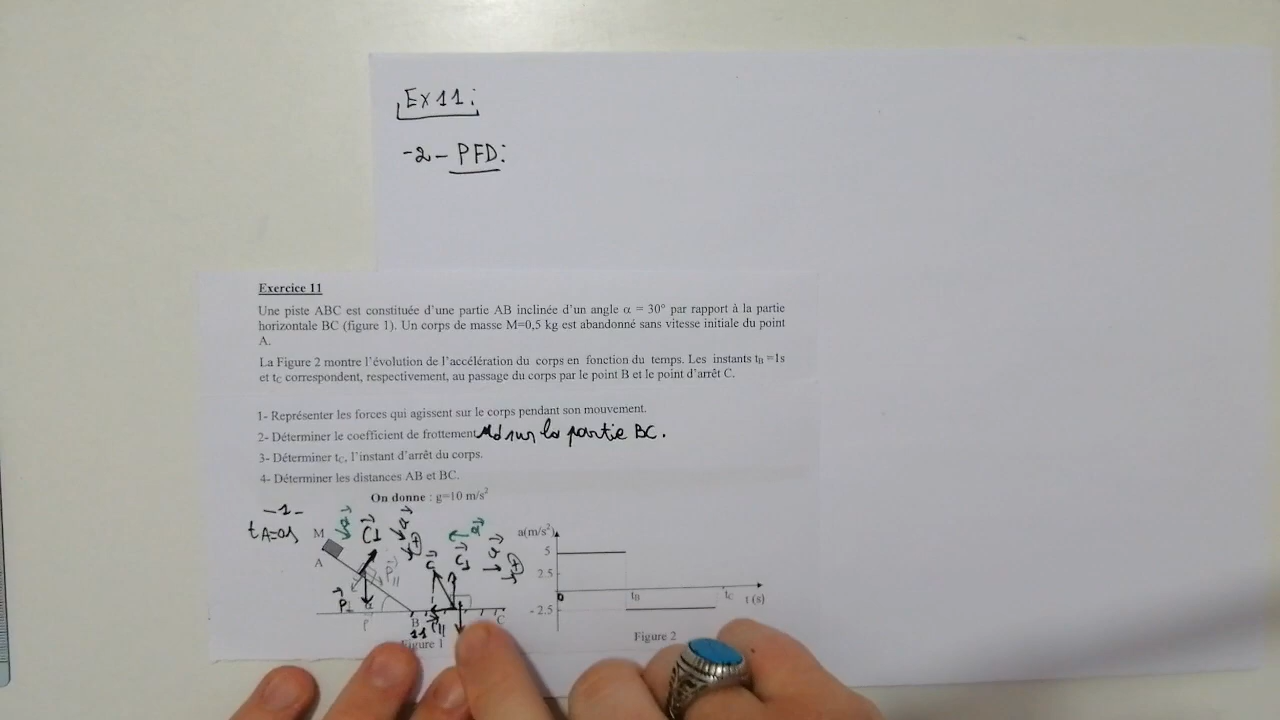 Ex 11:
-2- PFD:
Exercice 11
Une piste ABC est constituée d'une partie AB inclinée d'un angle α = 30° par rapport à la partie
horizontale BC (figure 1). Un corps de masse M=0,5 kg est abandonné sans vitesse initiale du point
A.
La Figure 2 montre l'évolution de l'accélération du corps en fonction du temps. Les instants tB =1s
et tC correspondent, respectivement, au passage du corps par le point B et le point d'arrêt C.
1- Représenter les forces qui agissent sur le corps pendant son mouvement.
2- Déterminer le coefficient de frottement μd sur la partie BC.
3- Déterminer tC, l'instant d'arrêt du corps.
4- Déterminer les distances AB et BC.
On donne : g=10 m/s²
-1-
tA=0s
M
A
C⊥
P//
P⊥
α
B
C//
C
Figure 1
a(m/s²)
5
2.5
0
- 2.5
tB
tC
t (s)
Figure 2